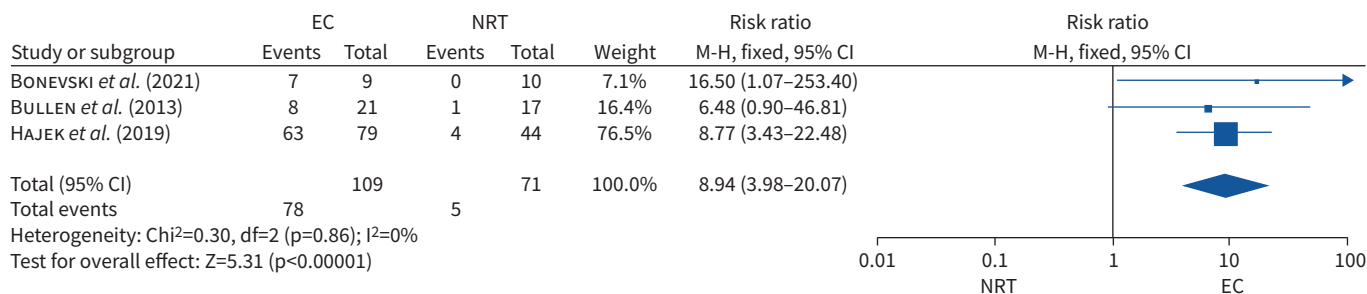 EC NRT Risk ratio Risk ratio
Study or subgroup Events Total Events Total Weight M-H, fixed, 95% CI M-H, fixed, 95% CI
Bonevski et al. (2021) 7 9 0 10 7.1% 16.50 (1.07–253.40)
Bullen et al. (2013) 8 21 1 17 16.4% 6.48 (0.90–46.81)
Hajek et al. (2019) 63 79 4 44 76.5% 8.77 (3.43–22.48)
Total (95% CI) 109 71 100.0% 8.94 (3.98–20.07)
Total events 78 5
Heterogeneity: Chi²=0.30, df=2 (p=0.86); I²=0%
Test for overall effect: Z=5.31 (p<0.00001)
0.01 0.1 1 10 100
NRT EC